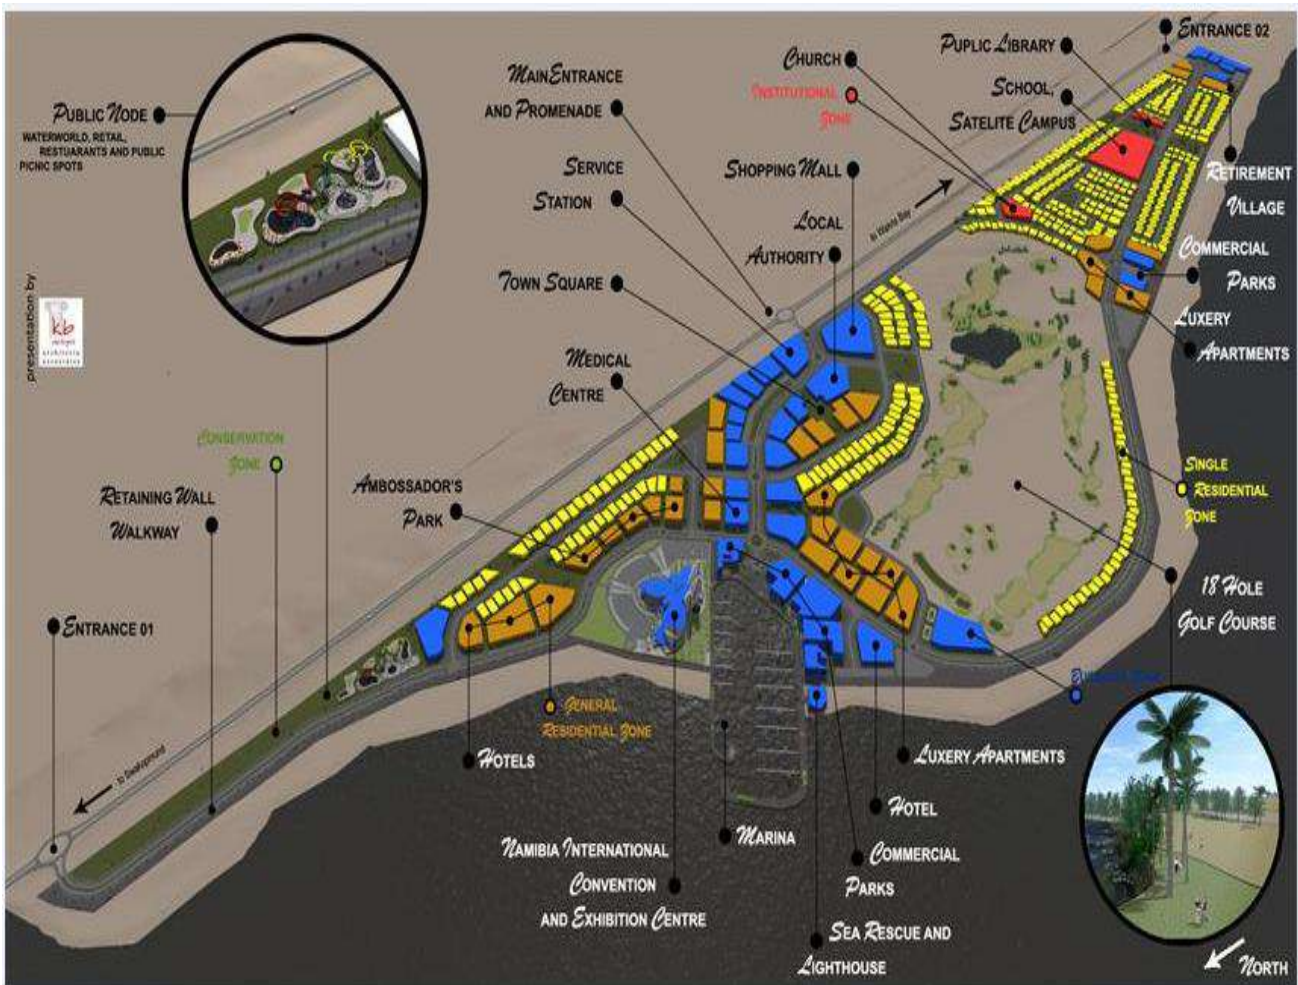 ENTRANCE 02
PUPLIC LIBRARY
CHURCH
INSTITUTIONAL
ZONE
SCHOOL,
SATELITE CAMPUS
MAIN ENTRANCE
AND PROMENADE
PUBLIC NODE
WATERWORLD, RETAIL,
RESTUARANTS AND PUBLIC
PICNIC SPOTS
SERVICE
STATION
SHOPPING MALL
RETIREMENT
VILLAGE
LOCAL
AUTHORITY
to Walvis Bay
COMMERCIAL
PARKS
TOWN SQUARE
presentation by
kb
architects
LUXERY
APARTMENTS
MEDICAL
CENTRE
CONSERVATION
ZONE
AMBOSSADOR'S
PARK
RETAINING WALL
WALKWAY
SINGLE
RESIDENTIAL
ZONE
18 HOLE
GOLF COURSE
ENTRANCE 01
GENERAL
RESIDENTIAL ZONE
HOTELS
to Swakopmund
LUXERY APARTMENTS
HOTEL
MARINA
NAMIBIA INTERNATIONAL
CONVENTION
AND EXHIBITION CENTRE
COMMERCIAL
PARKS
SEA RESCUE AND
LIGHTHOUSE
NORTH